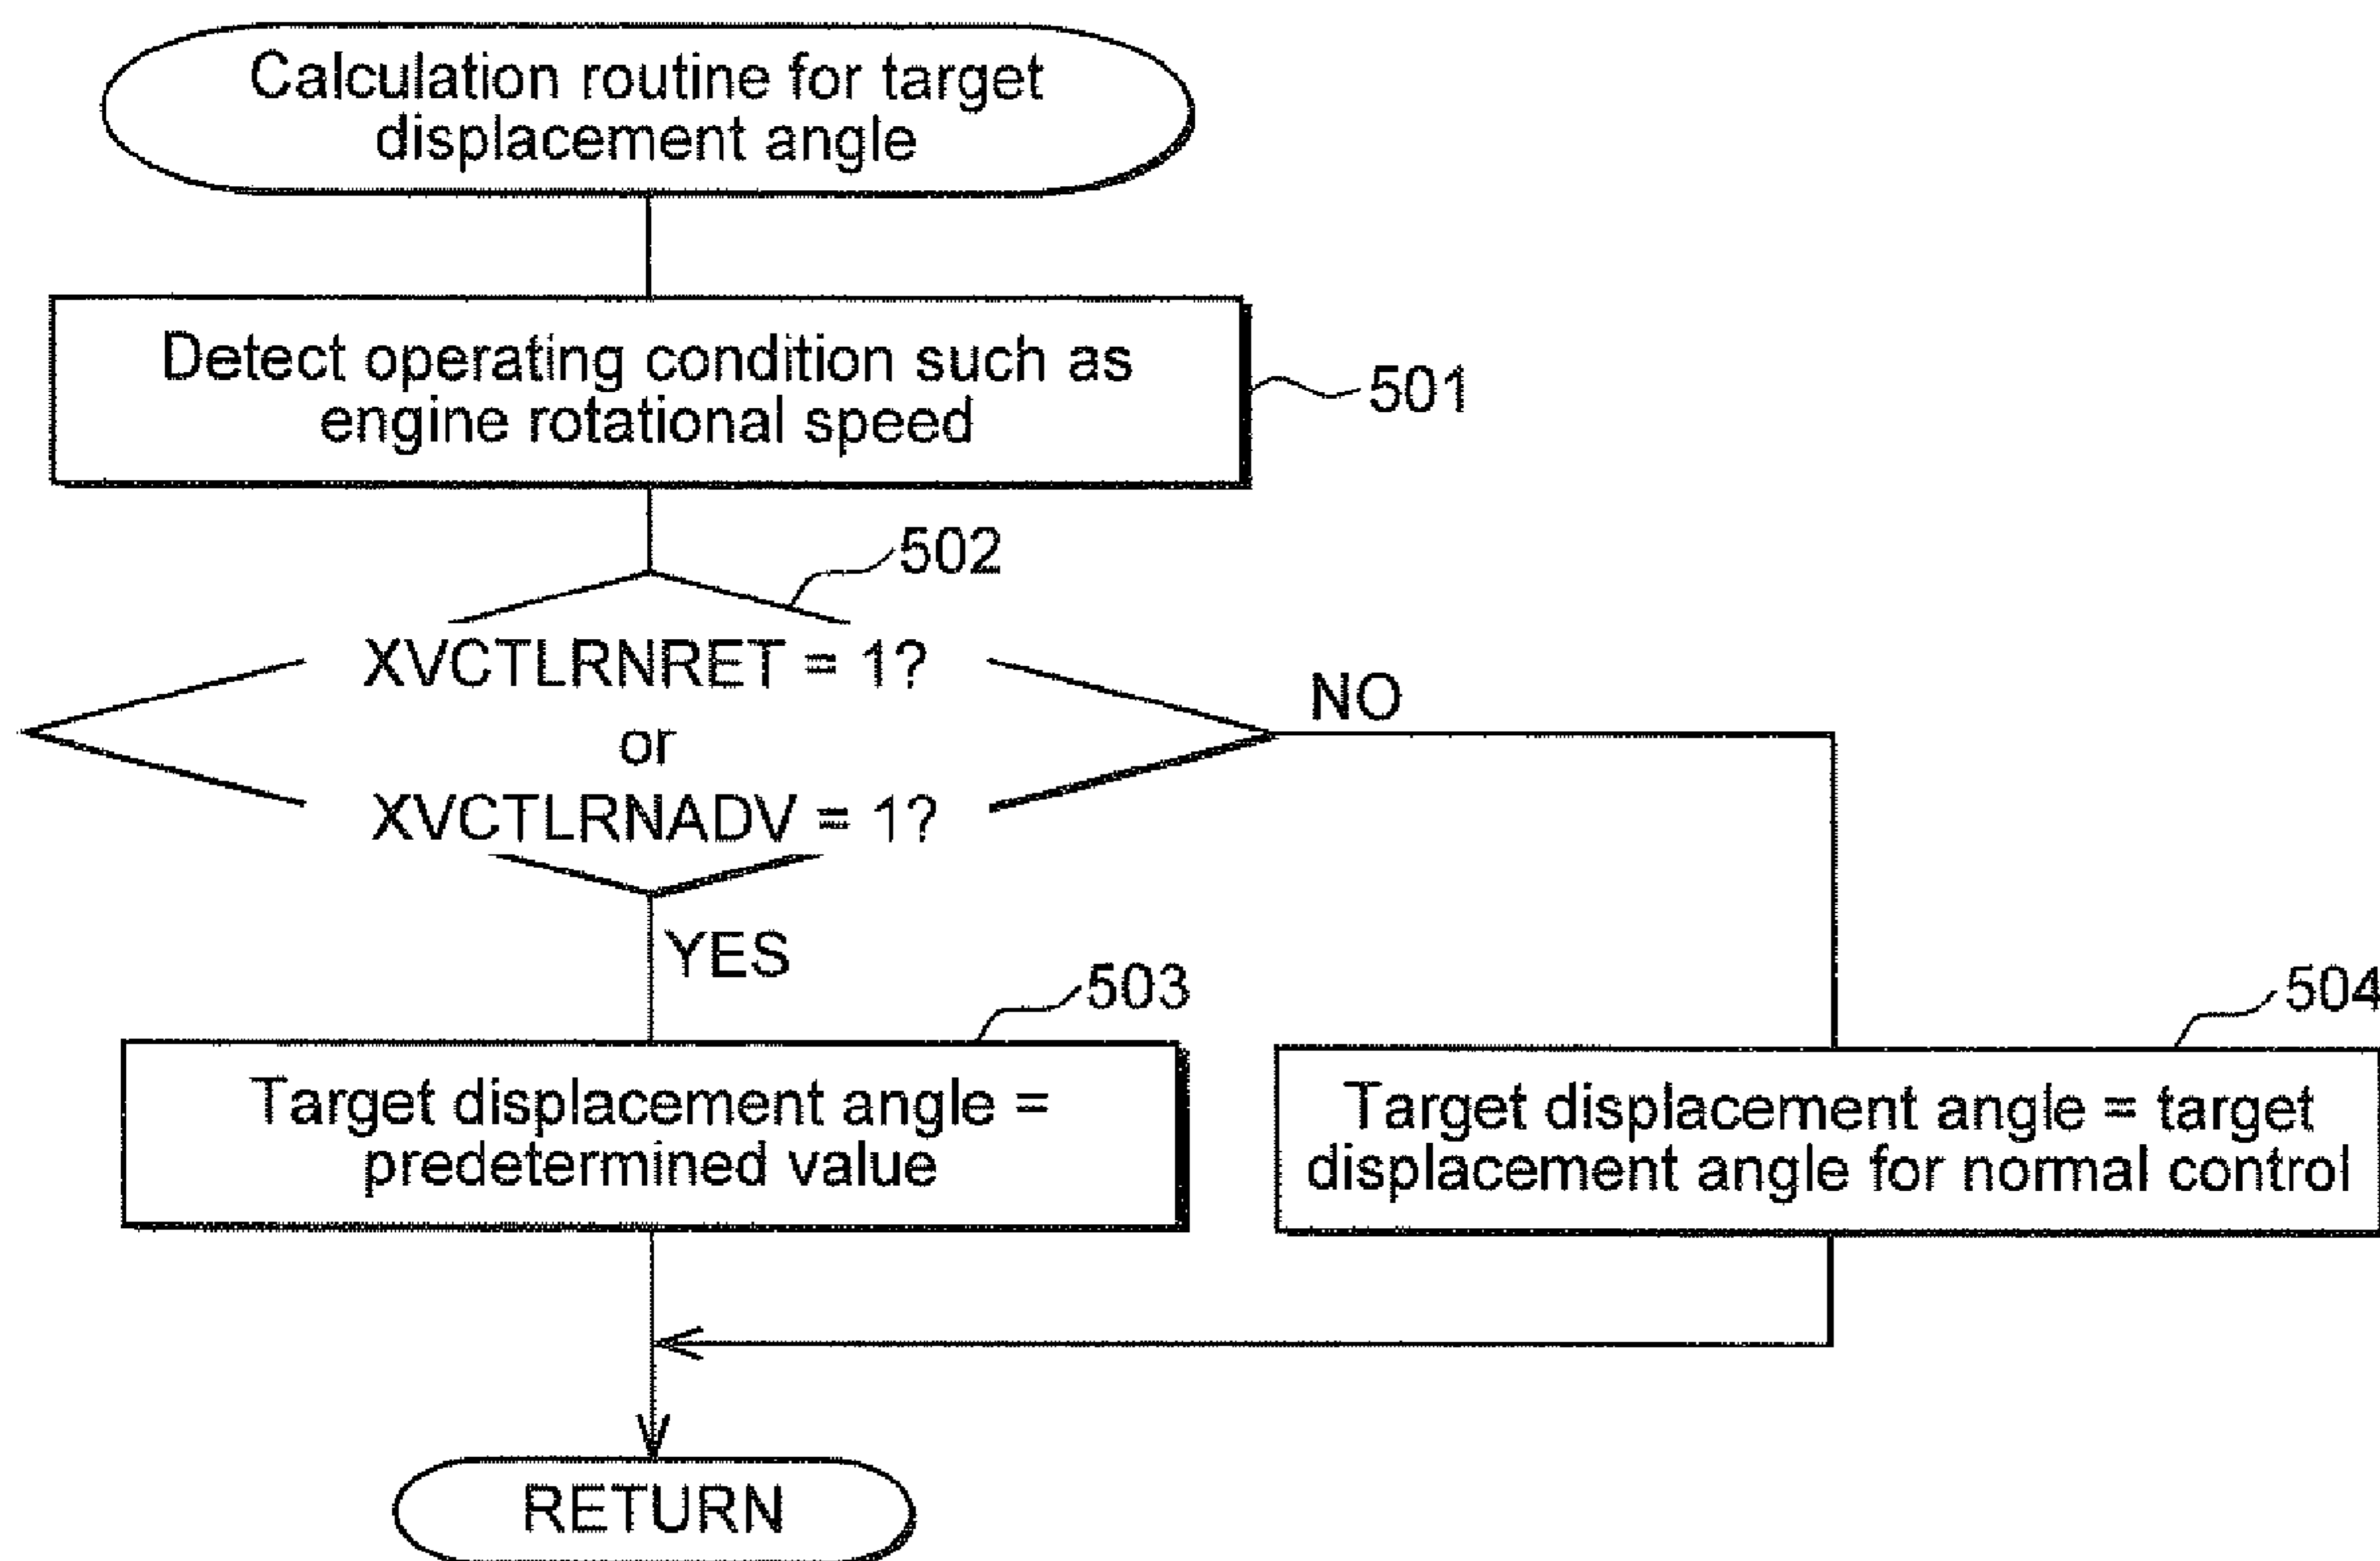 Calculation routine for target
displacement angle
Detect operating condition such as
engine rotational speed
501
502
XVCTLRNRET = 1?
or
XVCTLRNADV = 1?
NO
YES
503
504
Target displacement angle =
predetermined value
Target displacement angle = target
displacement angle for normal control
RETURN